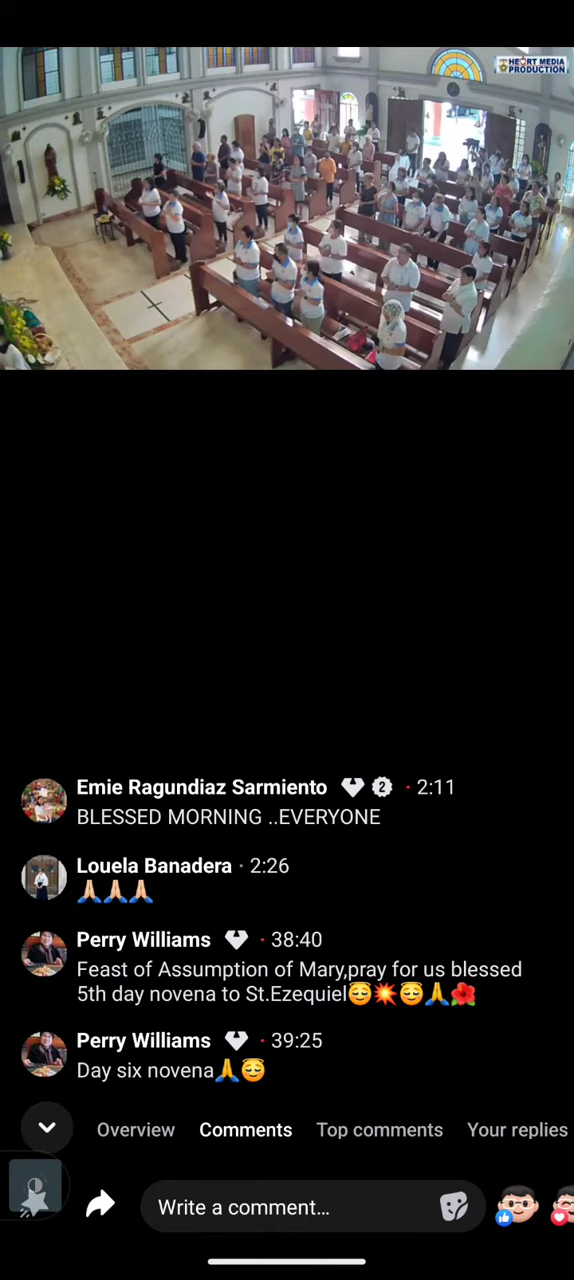 HEART MEDIA
PRODUCTION
Emie Ragundiaz Sarmiento 2 · 2:11
BLESSED MORNING ..EVERYONE
Louela Banadera · 2:26
🙏🏻🙏🏻🙏🏻
Perry Williams · 38:40
Feast of Assumption of Mary,pray for us blessed
5th day novena to St.Ezequiel😇💥😇🙏🌺
Perry Williams · 39:25
Day six novena🙏😇
Overview Comments Top comments Your replies
Write a comment...